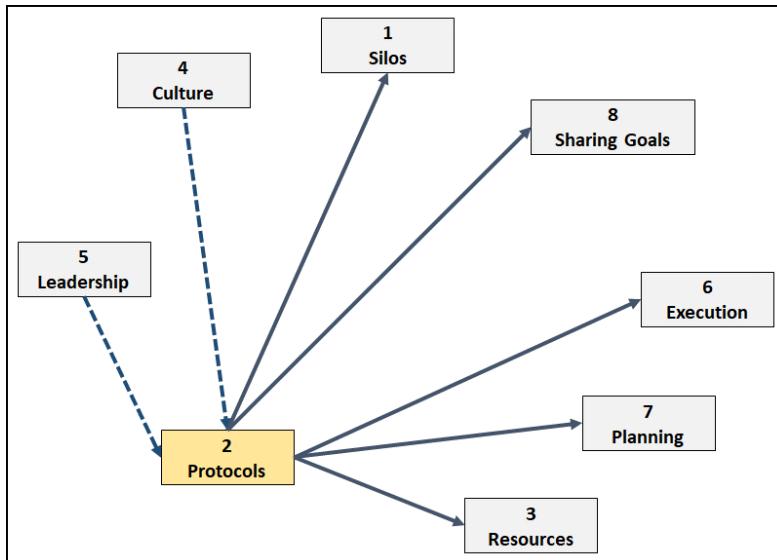 1
Silos
4
Culture
8
Sharing Goals
5
Leadership
6
Execution
7
Planning
2
Protocols
3
Resources